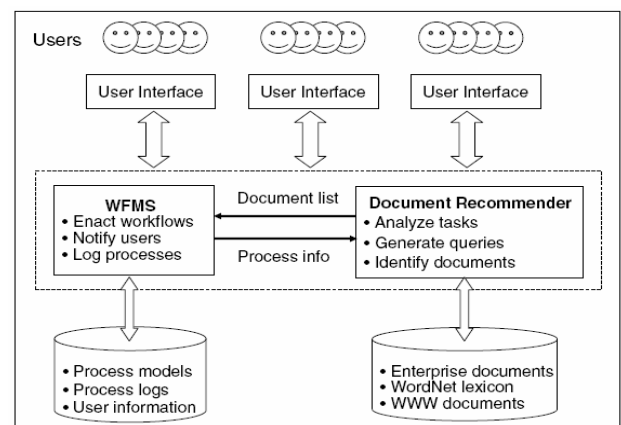 Users
User Interface
User Interface
User Interface
WFMS
• Enact workflows
• Notify users
• Log processes
Document list
Process info
Document Recommender
• Analyze tasks
• Generate queries
• Identify documents
• Process models
• Process logs
• User information
• Enterprise documents
• WordNet lexicon
• WWW documents